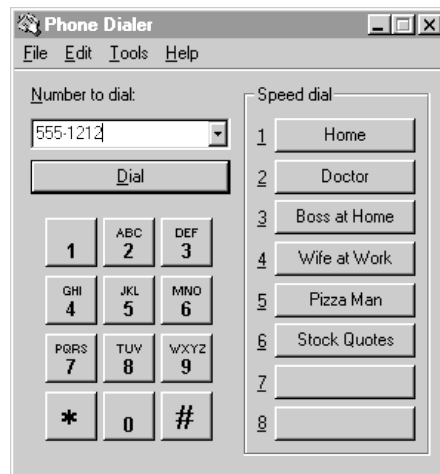 Phone Dialer
File Edit Tools Help
Number to dial:
555-1212
Dial
1
ABC 2
DEF 3
GHI 4
JKL 5
MNO 6
PQRS 7
TUV 8
WXYZ 9
*
0
#
Speed dial
1 Home
2 Doctor
3 Boss at Home
4 Wife at Work
5 Pizza Man
6 Stock Quotes
7
8